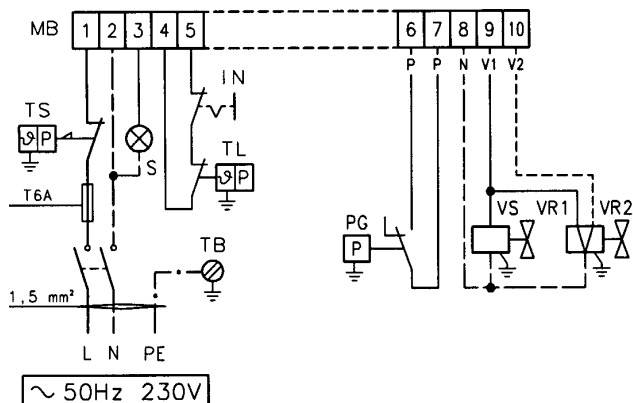 MB 1 2 3 4 5 6 7 8 9 10
P P N V1 V2
IN
TS
ϑ P
S
TL
ϑ P
T6A
PG
P
VS VR1 VR2
TB
1,5 mm²
L N PE
~ 50Hz 230V